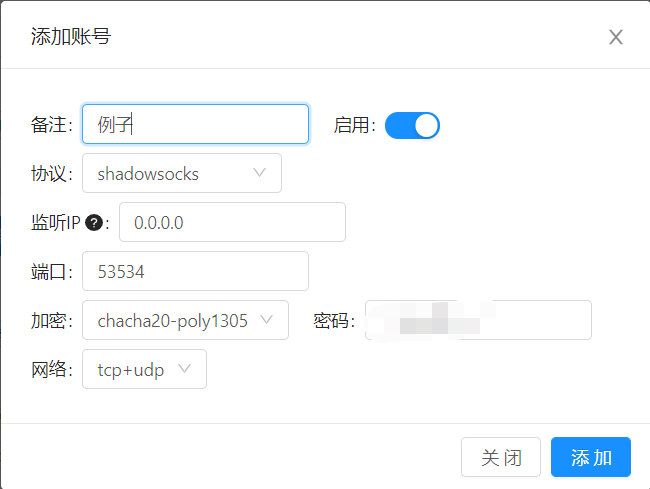 添加账号
备注: 例子 启用:
协议: shadowsocks
监听IP ? : 0.0.0.0
端口: 53534
加密: chacha20-poly1305 密码:
网络: tcp+udp
关 闭 添 加